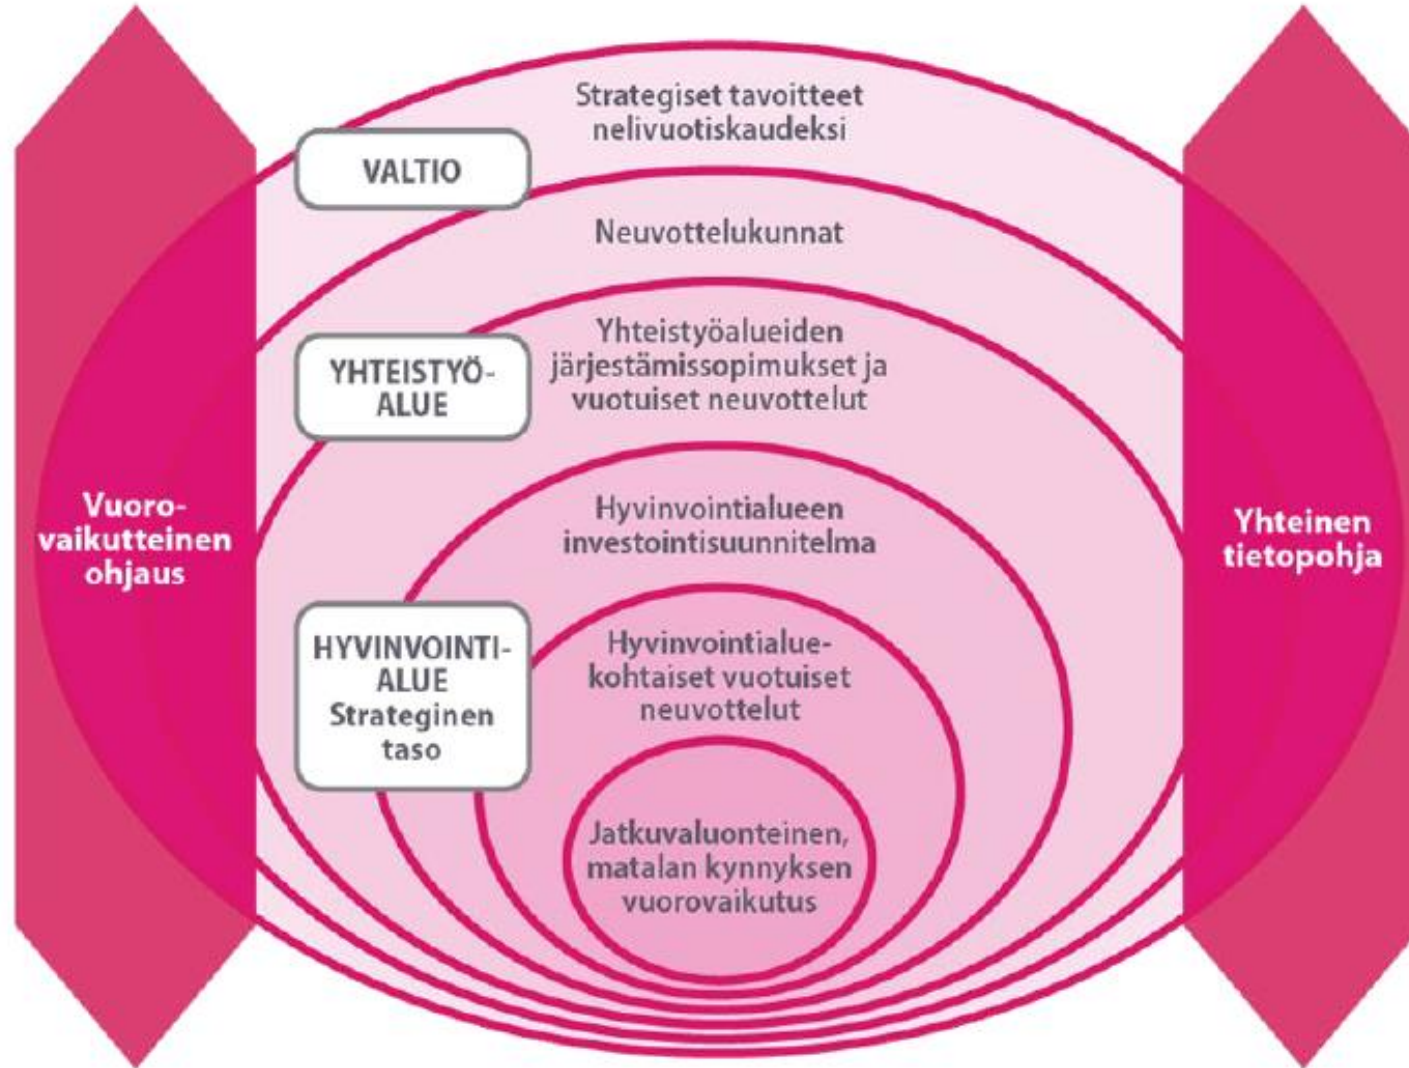 Strategiset tavoitteet
nelivuotiskaudeksi
VALTIO
Neuvottelukunnat
YHTEISTYÖ-
ALUE
Yhteistyöalueiden
järjestämissopimukset ja
vuotuiset neuvottelut
Vuoro-
vaikutteinen
ohjaus
Hyvinvointialueen
investointisuunnitelma
Yhteinen
tietopohja
HYVINVOINTI-
ALUE
Strateginen
taso
Hyvinvointialue-
kohtaiset vuotuiset
neuvottelut
Jatkuvaluonteinen,
matalan kynnyksen
vuorovaikutus